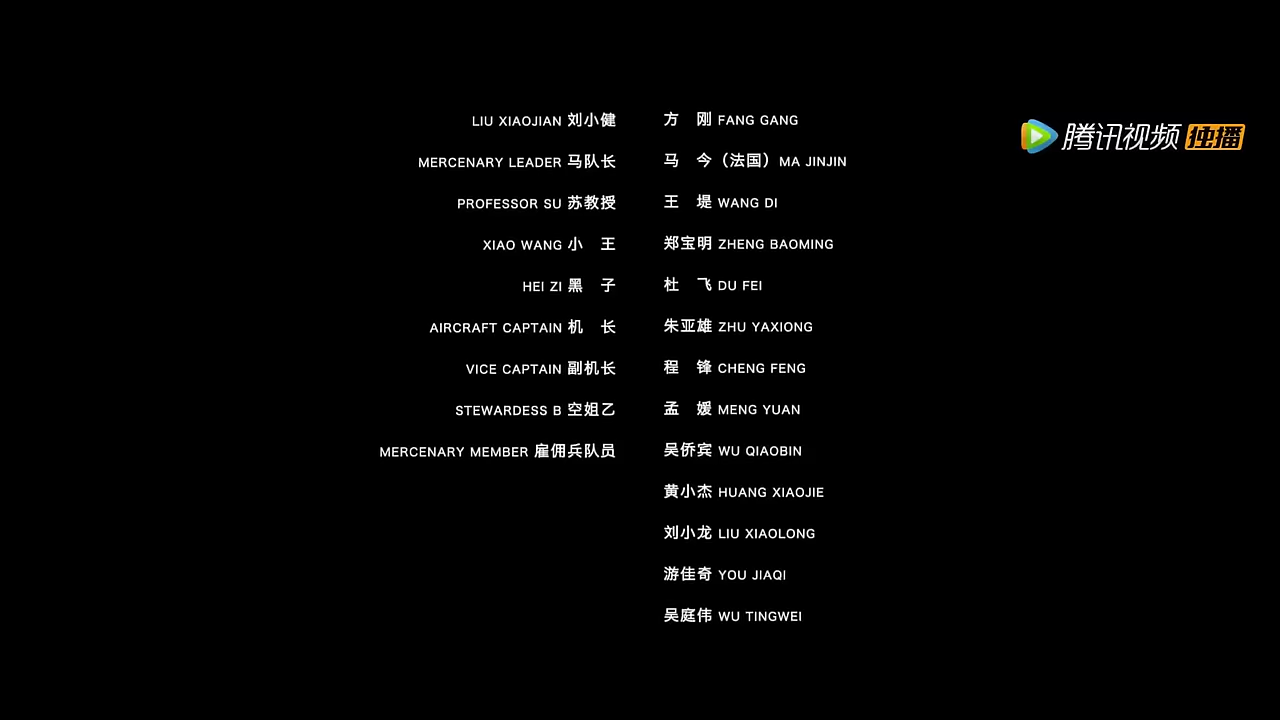 LIU XIAOJIAN 刘小健 方 刚 FANG GANG
腾讯视频 独播
MERCENARY LEADER 马队长 马 今（法国）MA JINJIN
PROFESSOR SU 苏教授 王 堤 WANG DI
XIAO WANG 小 王 郑宝明 ZHENG BAOMING
HEI ZI 黑 子 杜 飞 DU FEI
AIRCRAFT CAPTAIN 机 长 朱亚雄 ZHU YAXIONG
VICE CAPTAIN 副机长 程 锋 CHENG FENG
STEWARDESS B 空姐乙 孟 媛 MENG YUAN
MERCENARY MEMBER 雇佣兵队员 吴侨宾 WU QIAOBIN
黄小杰 HUANG XIAOJIE
刘小龙 LIU XIAOLONG
游佳奇 YOU JIAQI
吴庭伟 WU TINGWEI